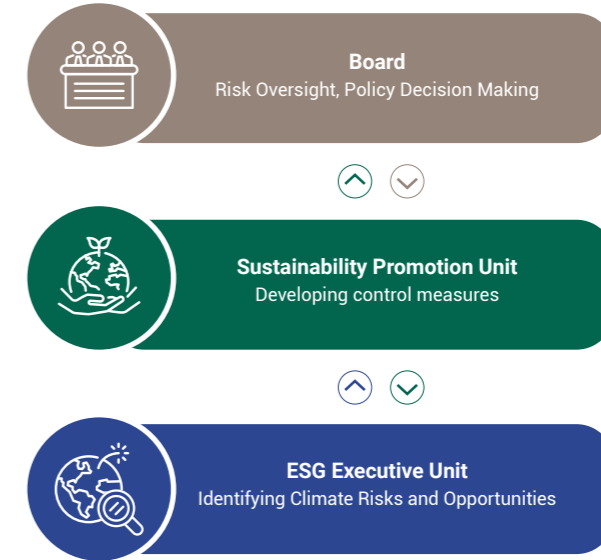 Board
Risk Oversight, Policy Decision Making
Sustainability Promotion Unit
Developing control measures
ESG Executive Unit
Identifying Climate Risks and Opportunities